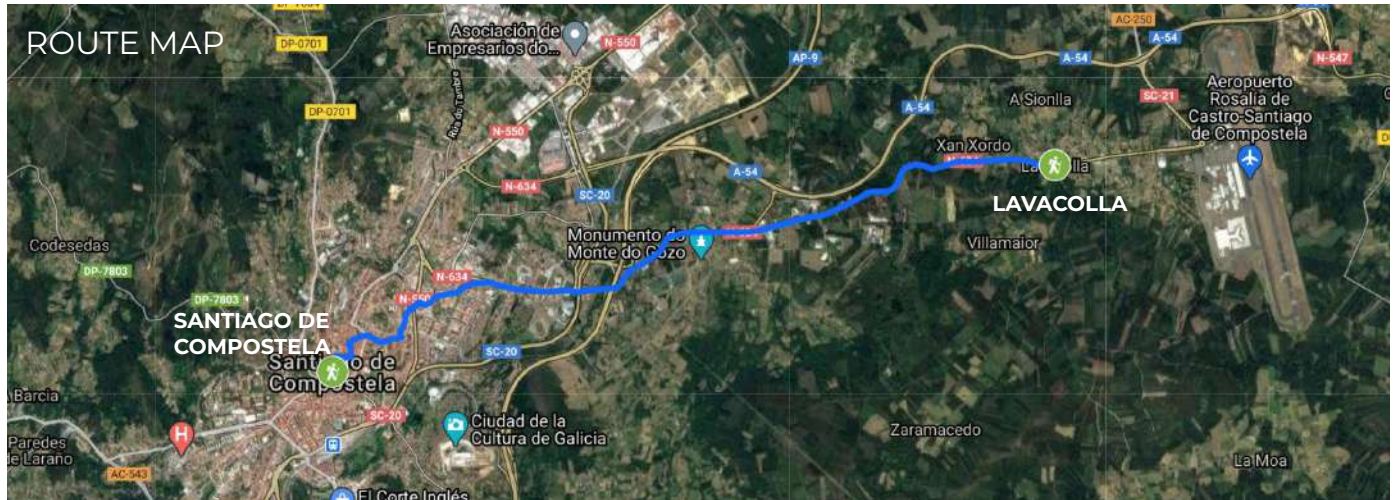 ROUTE MAP
DP-0701
Asociación de
Empresarios do...
N-550
AC-250
A-54
AP-9
A-54
N-547
DP-0701
Rúa do Tambre
N-550
A-54
A Sionlla
SC-21
Aeropuerto
Rosalía de
Castro-Santiago
de Compostela
Xan Xordo
N-634
A-54
SC-20
LAVACOLLA
Monumento do
Monte do Gozo
Villamaior
Codesedas
DP-7803
N-634
DP-7803
N-550
SANTIAGO DE
COMPOSTELA
Santiago de
Compostela
SC-20
Barcia
SC-20
Ciudad de la
Cultura de Galicia
Zaramacedo
H
Paredes
de Laraño
AC-543
La Moa
El Corte Inglés